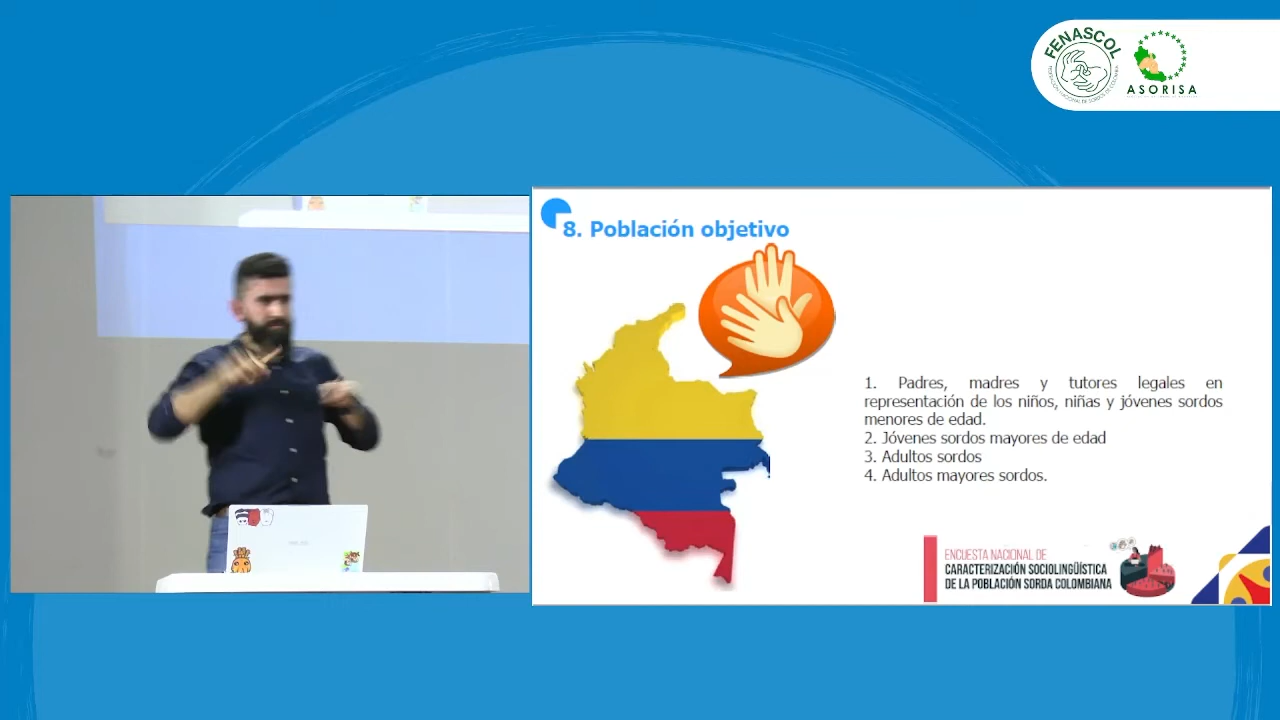 FENASCOL
ASORISA
8. Población objetivo
1. Padres, madres y tutores legales en
representación de los niños, niñas y jóvenes sordos
menores de edad.
2. Jóvenes sordos mayores de edad
3. Adultos sordos
4. Adultos mayores sordos.
ENCUESTA NACIONAL DE
CARACTERIZACIÓN SOCIOLINGÜÍSTICA
DE LA POBLACIÓN SORDA COLOMBIANA